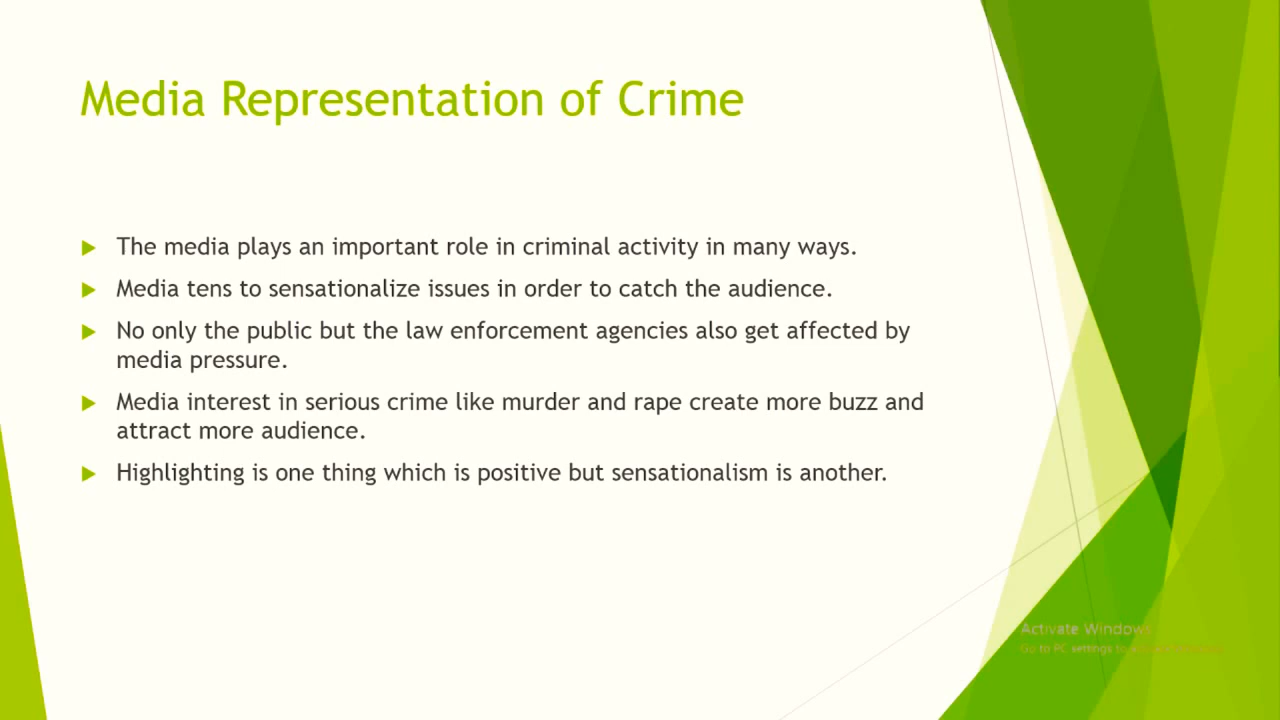 Media Representation of Crime
The media plays an important role in criminal activity in many ways.
Media tens to sensationalize issues in order to catch the audience.
No only the public but the law enforcement agencies also get affected by
media pressure.
Media interest in serious crime like murder and rape create more buzz and
attract more audience.
Highlighting is one thing which is positive but sensationalism is another.
Activate Windows
Go to PC settings to